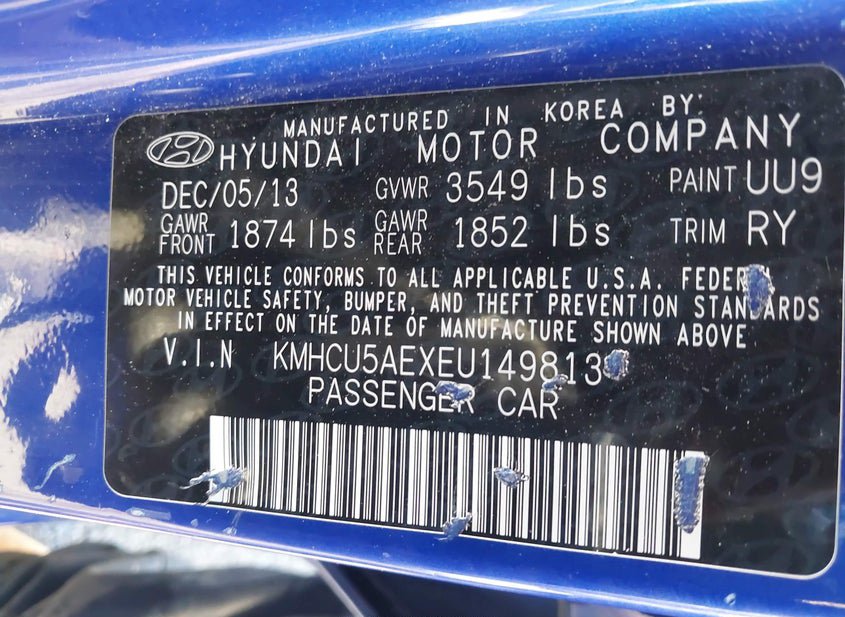 MANUFACTURED IN KOREA BY:
HYUNDAI MOTOR COMPANY
DEC/05/13 GVWR 3549 lbs PAINT UU9
GAWR FRONT 1874 lbs GAWR REAR 1852 lbs TRIM RY
THIS VEHICLE CONFORMS TO ALL APPLICABLE U.S.A. FEDERAL
MOTOR VEHICLE SAFETY, BUMPER, AND THEFT PREVENTION STANDARDS
IN EFFECT ON THE DATE OF MANUFACTURE SHOWN ABOVE
V.I.N KMHCU5AEXEU149813
PASSENGER CAR